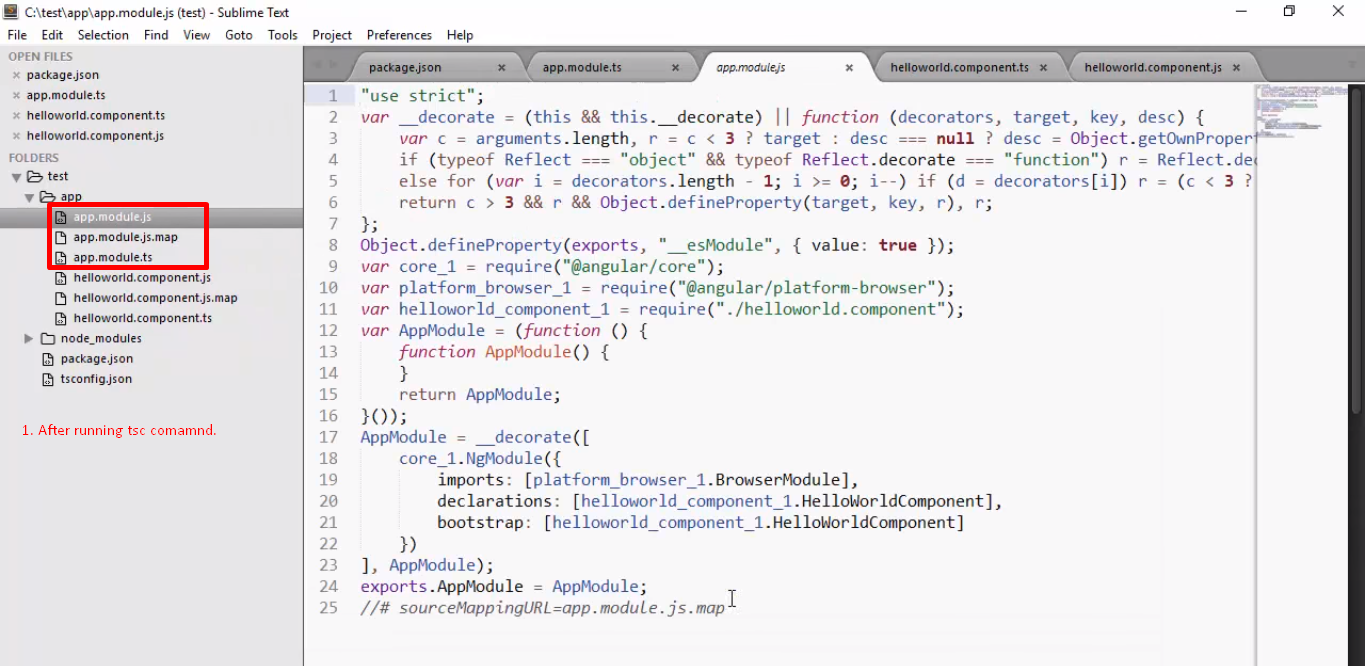 C:\test\app\app.module.js (test) - Sublime Text
File Edit Selection Find View Goto Tools Project Preferences Help
OPEN FILES
package.json
app.module.ts
helloworld.component.ts
helloworld.component.js
FOLDERS
test
app
app.module.js
app.module.js.map
app.module.ts
helloworld.component.js
helloworld.component.js.map
helloworld.component.ts
node_modules
package.json
tsconfig.json
1. After running tsc comamnd.
package.json app.module.ts app.module.js helloworld.component.ts helloworld.component.js
1 "use strict";
2 var __decorate = (this && this.__decorate) || function (decorators, target, key, desc) {
3 var c = arguments.length, r = c < 3 ? target : desc === null ? desc = Object.getOwnPropert
4 if (typeof Reflect === "object" && typeof Reflect.decorate === "function") r = Reflect.dec
5 else for (var i = decorators.length - 1; i >= 0; i--) if (d = decorators[i]) r = (c < 3 ?
6 return c > 3 && r && Object.defineProperty(target, key, r), r;
7 };
8 Object.defineProperty(exports, "__esModule", { value: true });
9 var core_1 = require("@angular/core");
10 var platform_browser_1 = require("@angular/platform-browser");
11 var helloworld_component_1 = require("./helloworld.component");
12 var AppModule = (function () {
13 function AppModule() {
14 }
15 return AppModule;
16 }());
17 AppModule = __decorate([
18 core_1.NgModule({
19 imports: [platform_browser_1.BrowserModule],
20 declarations: [helloworld_component_1.HelloWorldComponent],
21 bootstrap: [helloworld_component_1.HelloWorldComponent]
22 })
23 ], AppModule);
24 exports.AppModule = AppModule;
25 //# sourceMappingURL=app.module.js.map